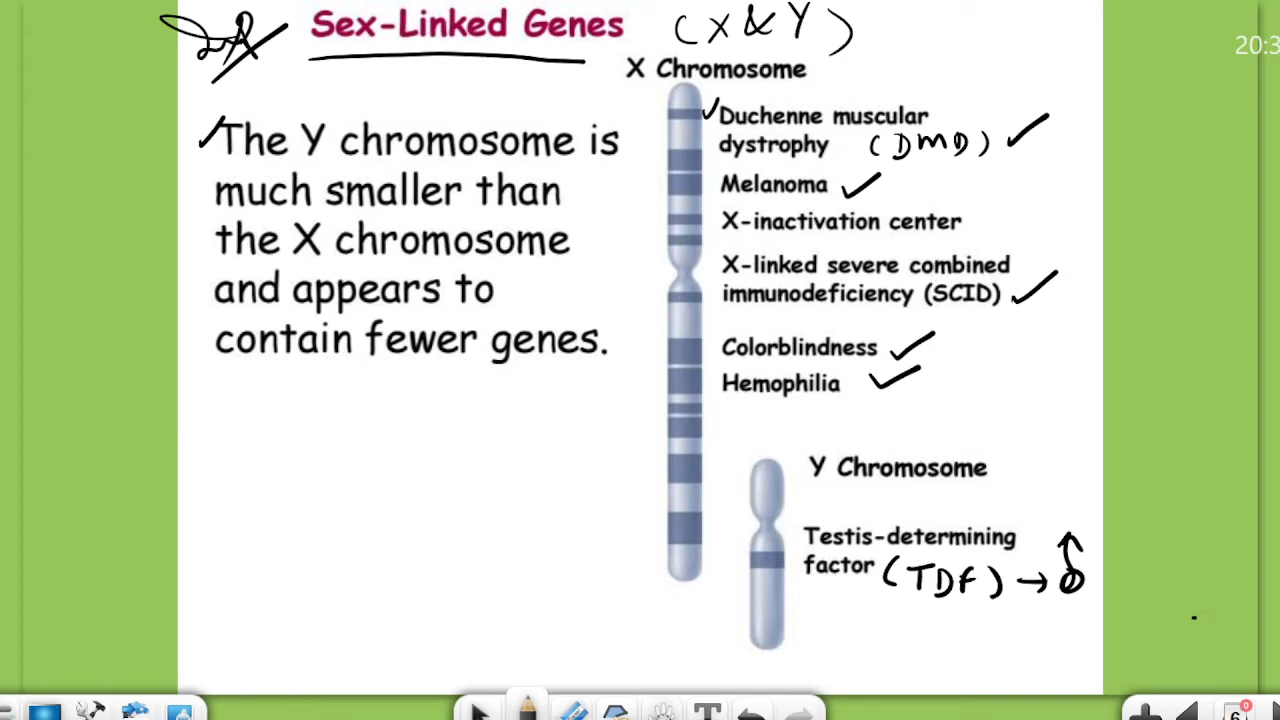 Sex-Linked Genes (X & Y)
20:3
X Chromosome
The Y chromosome is
much smaller than
the X chromosome
and appears to
contain fewer genes.
Duchenne muscular
dystrophy (DMD)
Melanoma
X-inactivation center
X-linked severe combined
immunodeficiency (SCID)
Colorblindness
Hemophilia
Y Chromosome
Testis-determining
factor (TDF) →
T
6
0